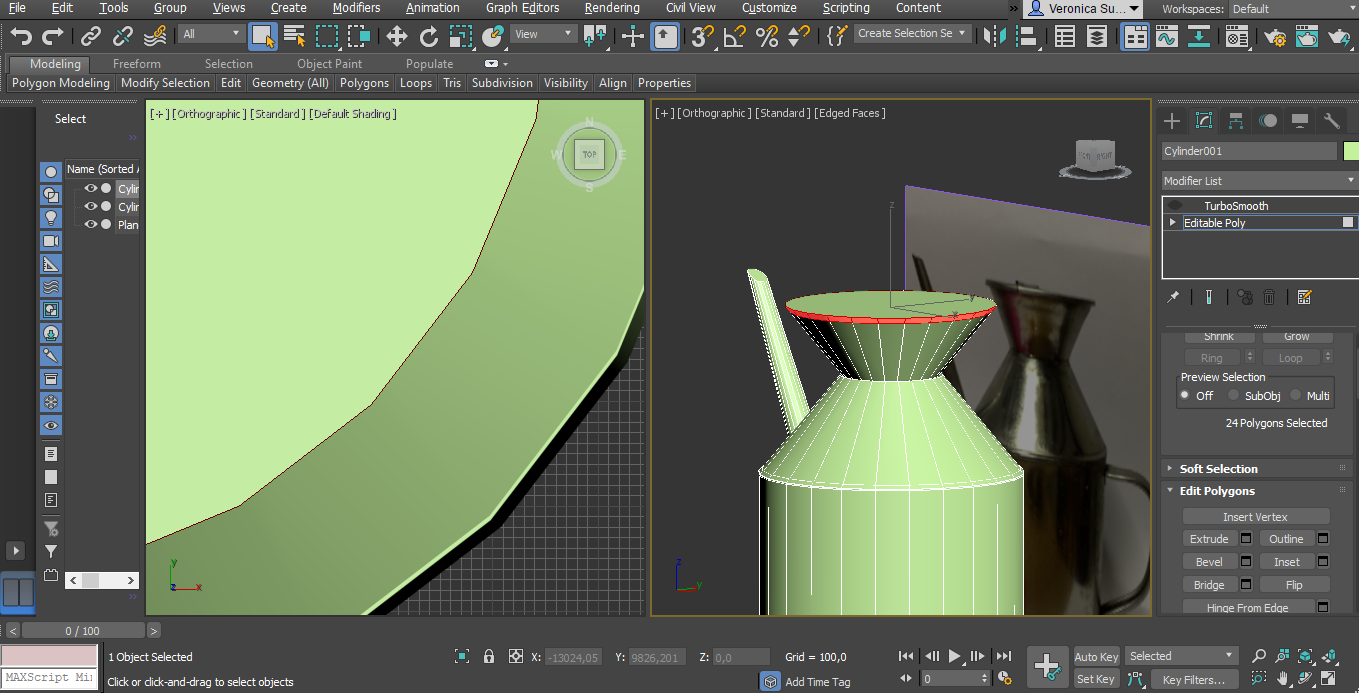 File Edit Tools Group Views Create Modifiers Animation Graph Editors Rendering Civil View Customize Scripting Content » Veronica Su... Workspaces: Default
All View Create Selection Se
Modeling Freeform Selection Object Paint Populate
Polygon Modeling Modify Selection Edit Geometry (All) Polygons Loops Tris Subdivision Visibility Align Properties
Select
Name (Sorted A
Cylin
Cylin
Plan
[+] [Orthographic] [Standard] [Default Shading]
N
W TOP E
S
y
z x
[+] [Orthographic] [Standard] [Edged Faces]
z
y
x
z
y
Cylinder001
Modifier List
TurboSmooth
Editable Poly
Shrink Grow
Ring Loop
Preview Selection
Off SubObj Multi
24 Polygons Selected
Soft Selection
Edit Polygons
Insert Vertex
Extrude Outline
Bevel Inset
Bridge Flip
Hinge From Edge
< 0 / 100 >
MAXScript Mi
1 Object Selected X: -13024,05 Y: 9826,201 Z: 0,0 Grid = 100,0
Click or click-and-drag to select objects Add Time Tag
0
Auto Key Selected
Set Key Key Filters...